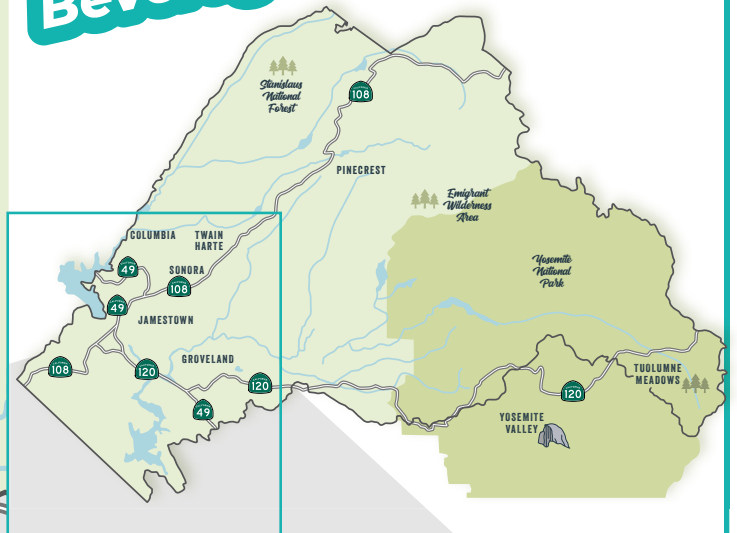 Stanislaus
National
Forest
108
PINECREST
Emigrant
Wilderness
Area
COLUMBIA
TWAIN
HARTE
Yosemite
National
Park
49
SONORA
108
49
JAMESTOWN
GROVELAND
108
120
120
49
120
TUOLUMNE
MEADOWS
YOSEMITE
VALLEY